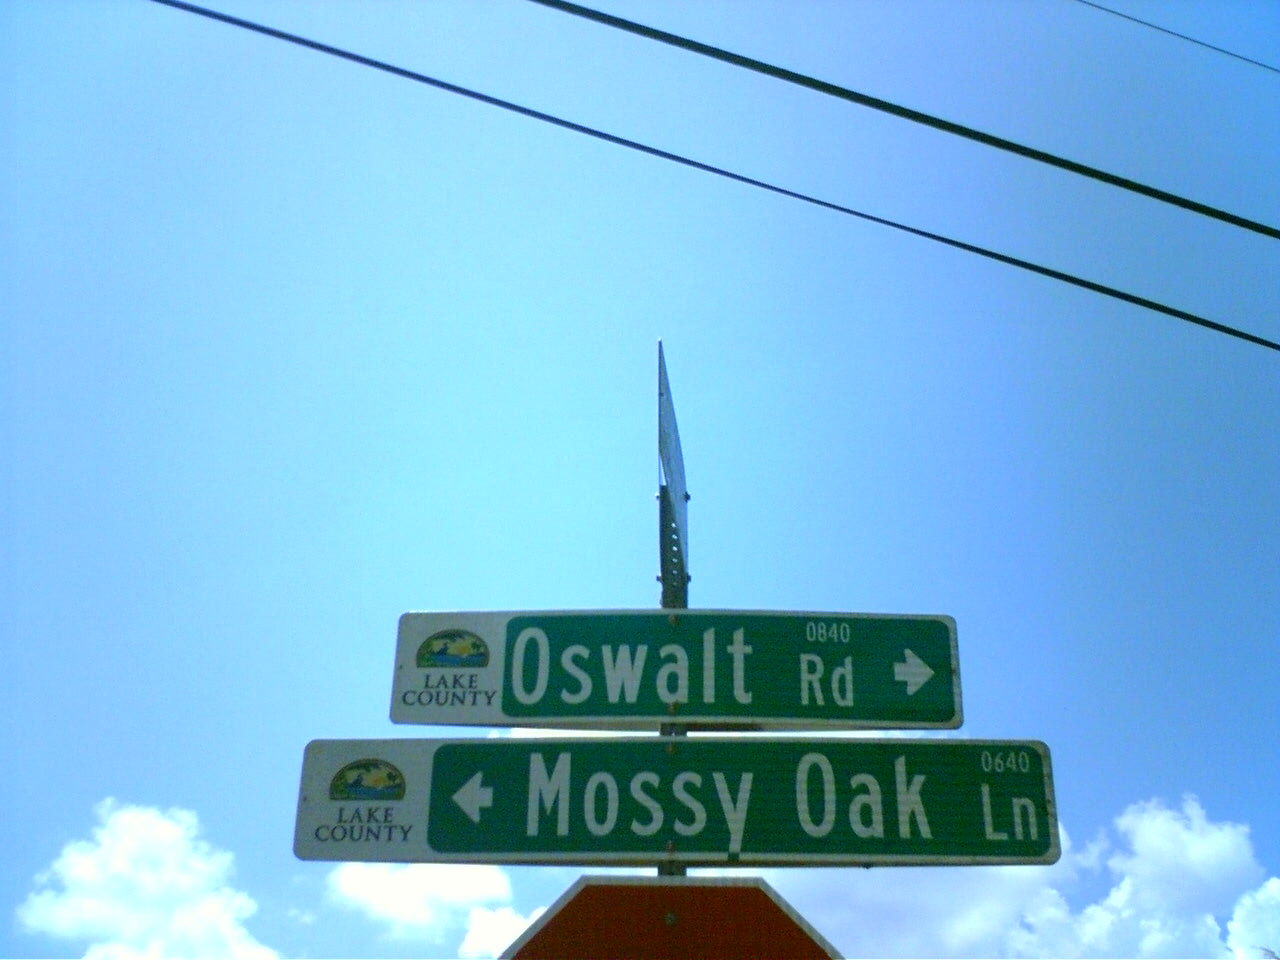 LAKE
COUNTY
Oswalt
0840
Rd
LAKE
COUNTY
Mossy Oak
0640
Ln